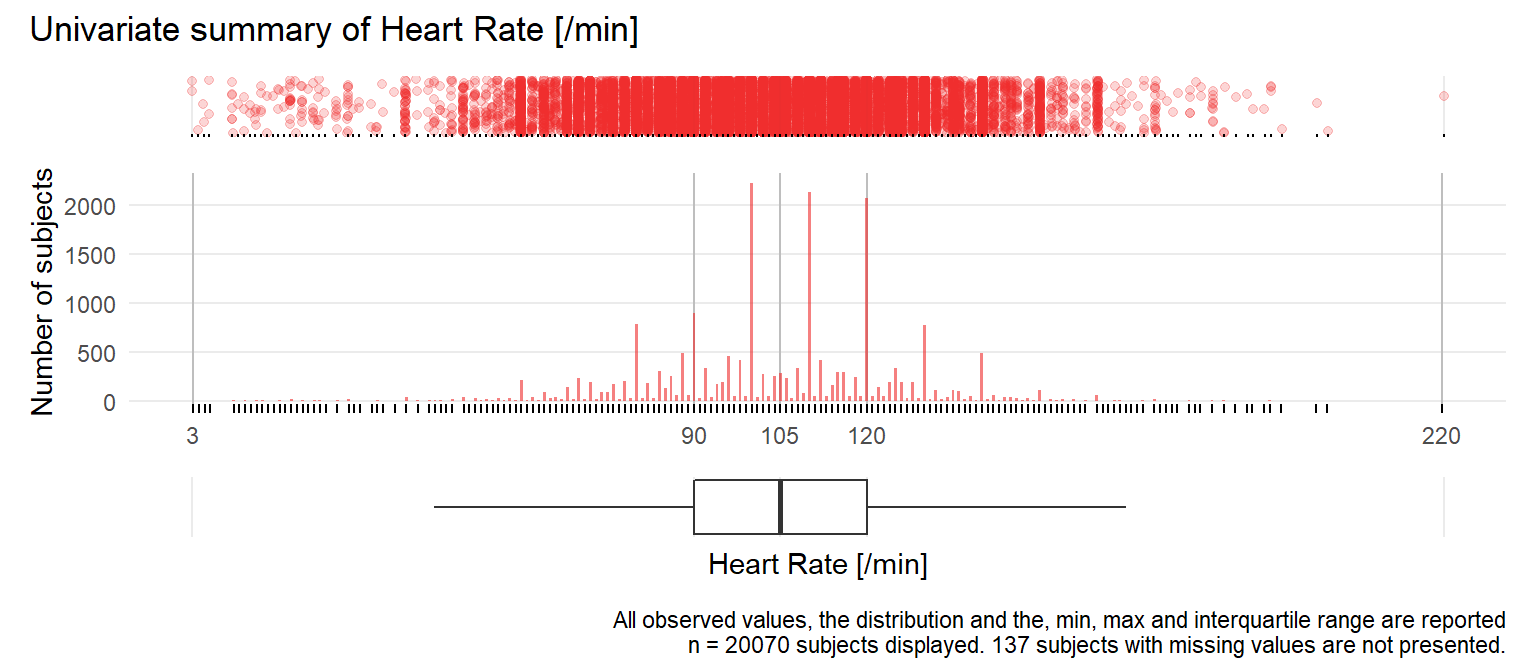 Univariate summary of Heart Rate [/min]
Number of subjects
2000
1500
1000
500
0
3 90 105 120 220
Heart Rate [/min]
All observed values, the distribution and the, min, max and interquartile range are reported
n = 20070 subjects displayed. 137 subjects with missing values are not presented.